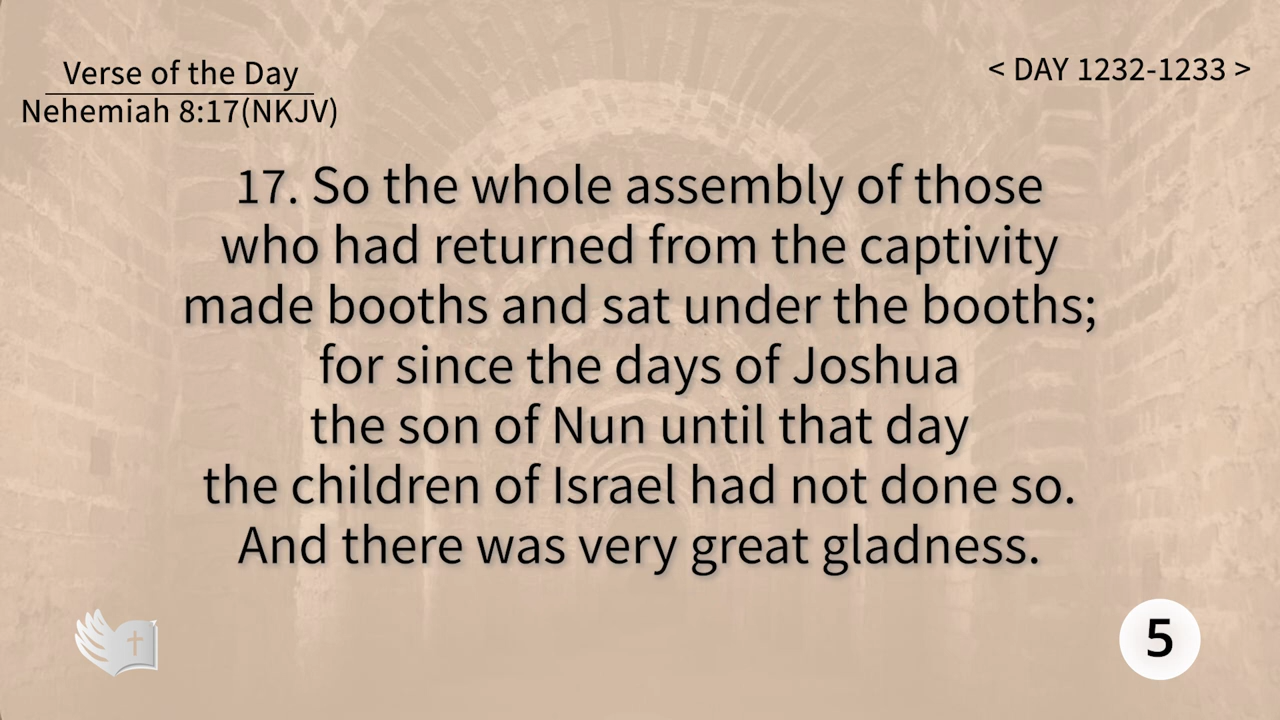 Verse of the Day
Nehemiah 8:17(NKJV)
< DAY 1232-1233 >
17. So the whole assembly of those
who had returned from the captivity
made booths and sat under the booths;
for since the days of Joshua
the son of Nun until that day
the children of Israel had not done so.
And there was very great gladness.
5